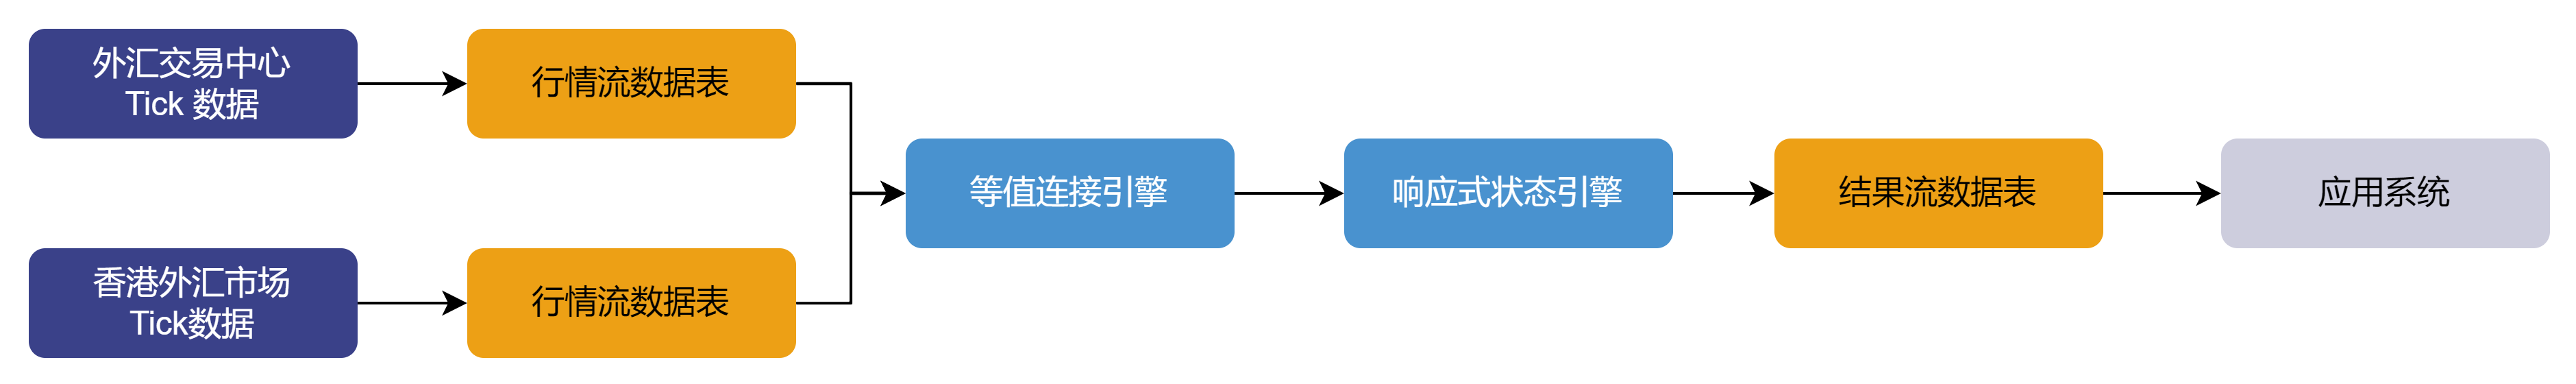 外汇交易中心
Tick 数据
行情流数据表
等值连接引擎
响应式状态引擎
结果流数据表
应用系统
香港外汇市场
Tick数据
行情流数据表